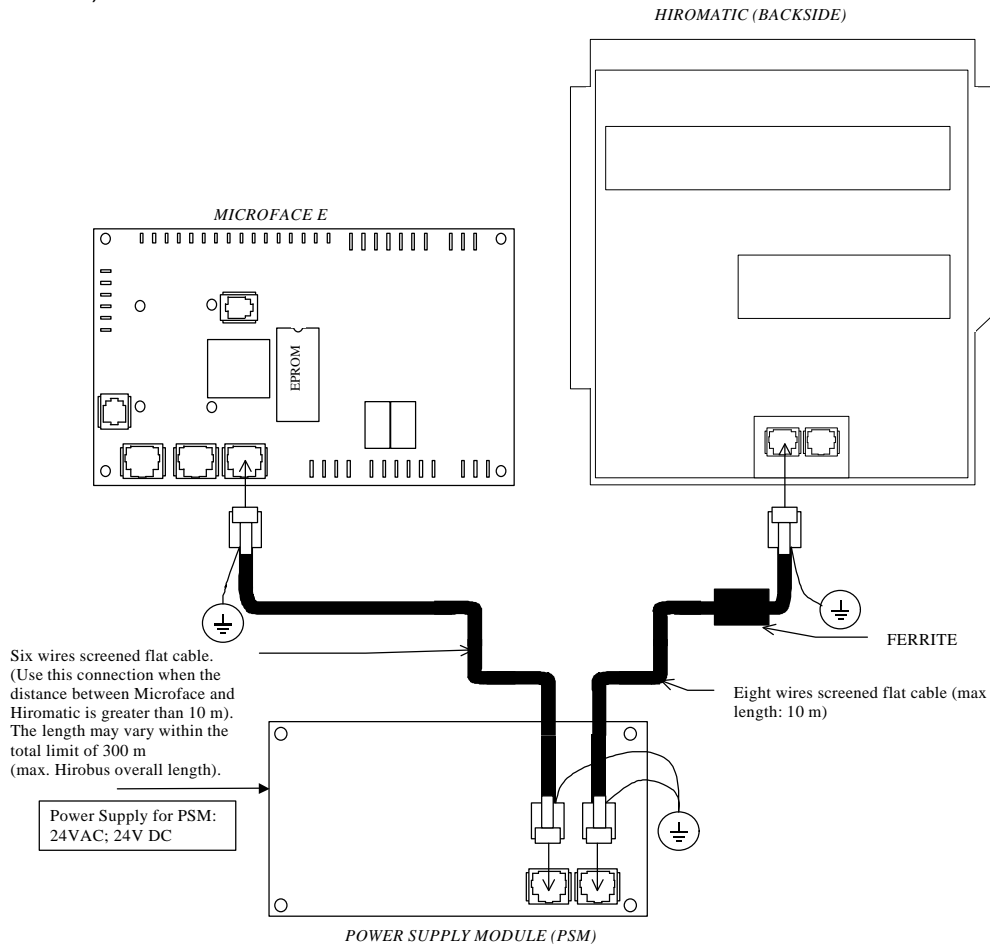 HIROMATIC (BACKSIDE)
MICROFACE E
EPROM
FERRITE
Six wires screened flat cable.
(Use this connection when the
distance between Microface and
Hiromatic is greater than 10 m).
The length may vary within the
total limit of 300 m
(max. Hirobus overall length).
Eight wires screened flat cable (max
length: 10 m)
Power Supply for PSM:
24VAC; 24V DC
POWER SUPPLY MODULE (PSM)